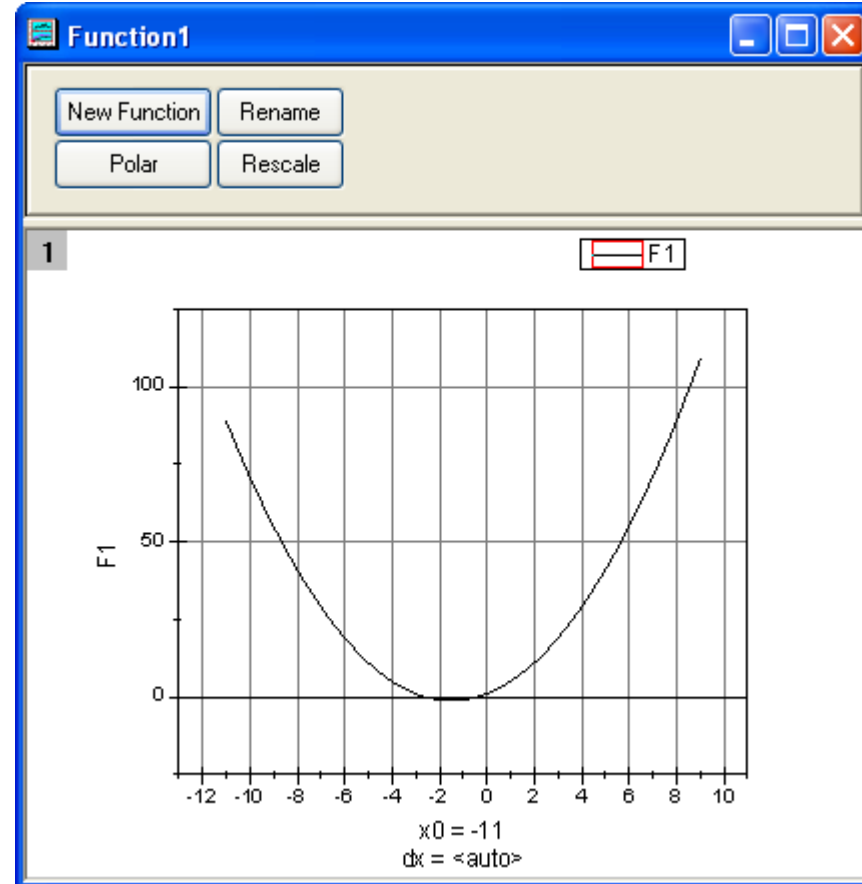 Function1
New Function Rename
Polar Rescale
1
F1
100
50
0
F1
-12 -10 -8 -6 -4 -2 0 2 4 6 8 10
x0 = -11
dx = <auto>